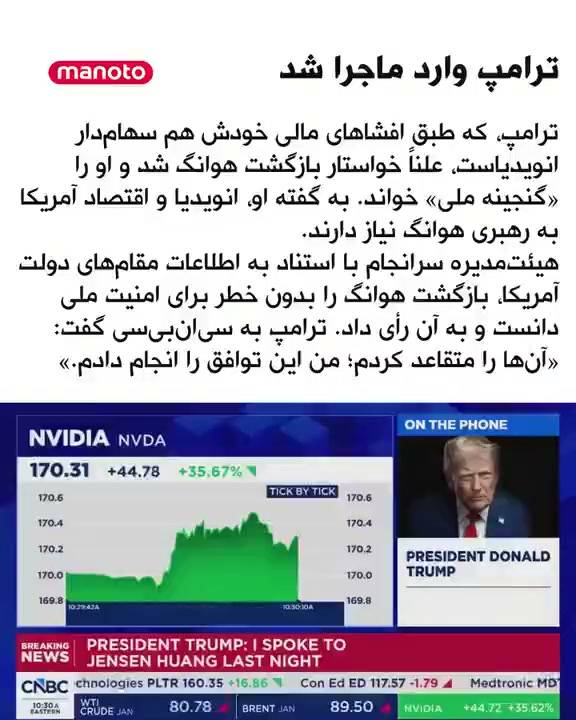 manoto
ترامپ وارد ماجرا شد
ترامپ، که طبق افشاهای مالی خودش هم سهام‌دار
انویدیاست، علناً خواستار بازگشت هوانگ شد و او را
«گنجینه ملی» خواند. به گفته او، انویدیا و اقتصاد آمریکا
به رهبری هوانگ نیاز دارند.
هیئت‌مدیره سرانجام با استناد به اطلاعات مقام‌های دولت
آمریکا، بازگشت هوانگ را بدون خطر برای امنیت ملی
دانست و به آن رأی داد. ترامپ به سی‌ان‌بی‌سی گفت:
«آن‌ها را متقاعد کردم؛ من این توافق را انجام دادم.»
NVIDIA NVDA
170.31 +44.78 +35.67%
TICK BY TICK
170.6 170.6
170.4 170.4
170.2 170.2
170.0 170.0
169.8 169.8
10:29:42A 10:30:10A
ON THE PHONE
PRESIDENT DONALD
TRUMP
BREAKING
NEWS
PRESIDENT TRUMP: I SPOKE TO
JENSEN HUANG LAST NIGHT
CNBC
chnologies PLTR 160.35 +16.86 Con Ed ED 117.57 -1.79 Medtronic MDT
10:30A
EASTERN
WTI
CRUDE JAN 80.78
BRENT JAN 89.50
NVIDIA +44.72 +35.62%